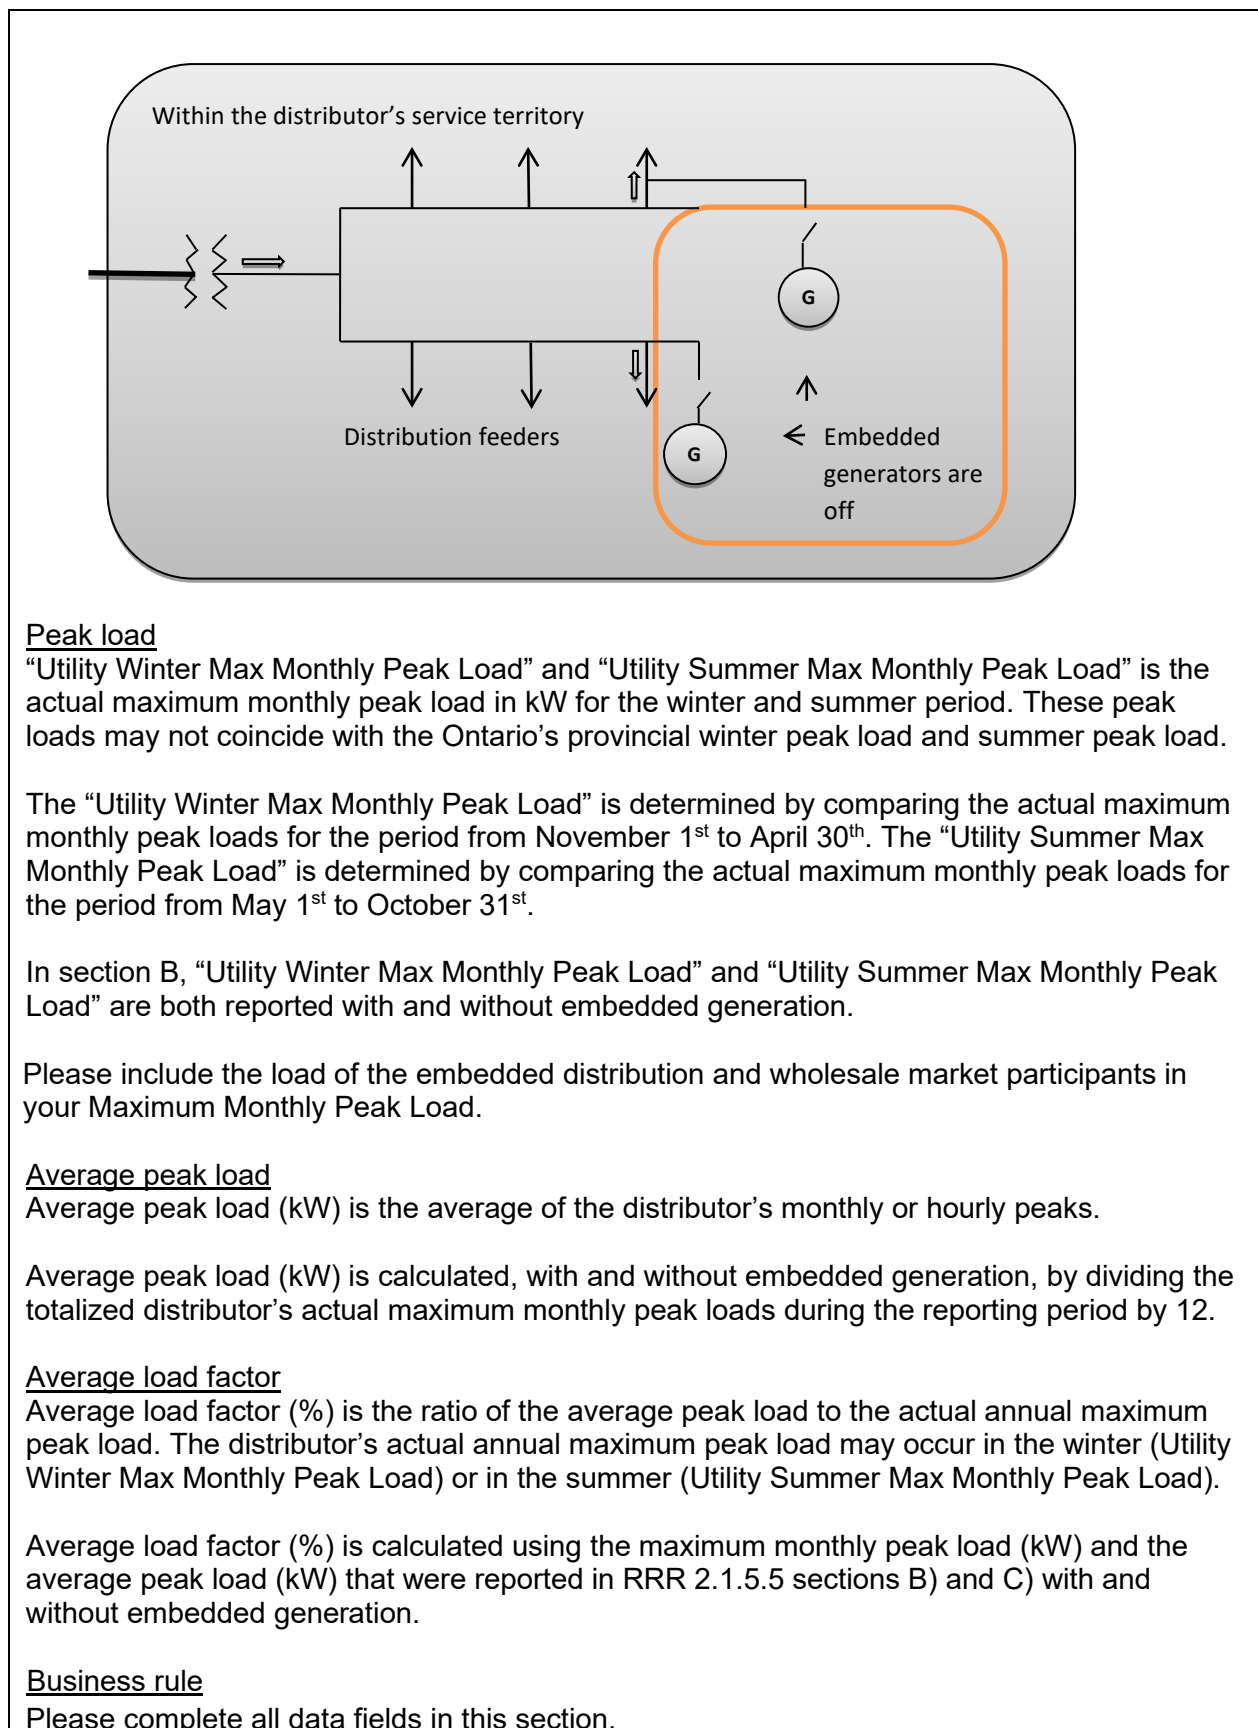 Within the distributor’s service territory
G
Distribution feeders
G
Embedded
generators are
off
Peak load
“Utility Winter Max Monthly Peak Load” and “Utility Summer Max Monthly Peak Load” is the
actual maximum monthly peak load in kW for the winter and summer period. These peak
loads may not coincide with the Ontario’s provincial winter peak load and summer peak load.
The “Utility Winter Max Monthly Peak Load” is determined by comparing the actual maximum
monthly peak loads for the period from November 1st to April 30th. The “Utility Summer Max
Monthly Peak Load” is determined by comparing the actual maximum monthly peak loads for
the period from May 1st to October 31st.
In section B, “Utility Winter Max Monthly Peak Load” and “Utility Summer Max Monthly Peak
Load” are both reported with and without embedded generation.
Please include the load of the embedded distribution and wholesale market participants in
your Maximum Monthly Peak Load.
Average peak load
Average peak load (kW) is the average of the distributor’s monthly or hourly peaks.
Average peak load (kW) is calculated, with and without embedded generation, by dividing the
totalized distributor’s actual maximum monthly peak loads during the reporting period by 12.
Average load factor
Average load factor (%) is the ratio of the average peak load to the actual annual maximum
peak load. The distributor’s actual annual maximum peak load may occur in the winter (Utility
Winter Max Monthly Peak Load) or in the summer (Utility Summer Max Monthly Peak Load).
Average load factor (%) is calculated using the maximum monthly peak load (kW) and the
average peak load (kW) that were reported in RRR 2.1.5.5 sections B) and C) with and
without embedded generation.
Business rule
Please complete all data fields in this section.